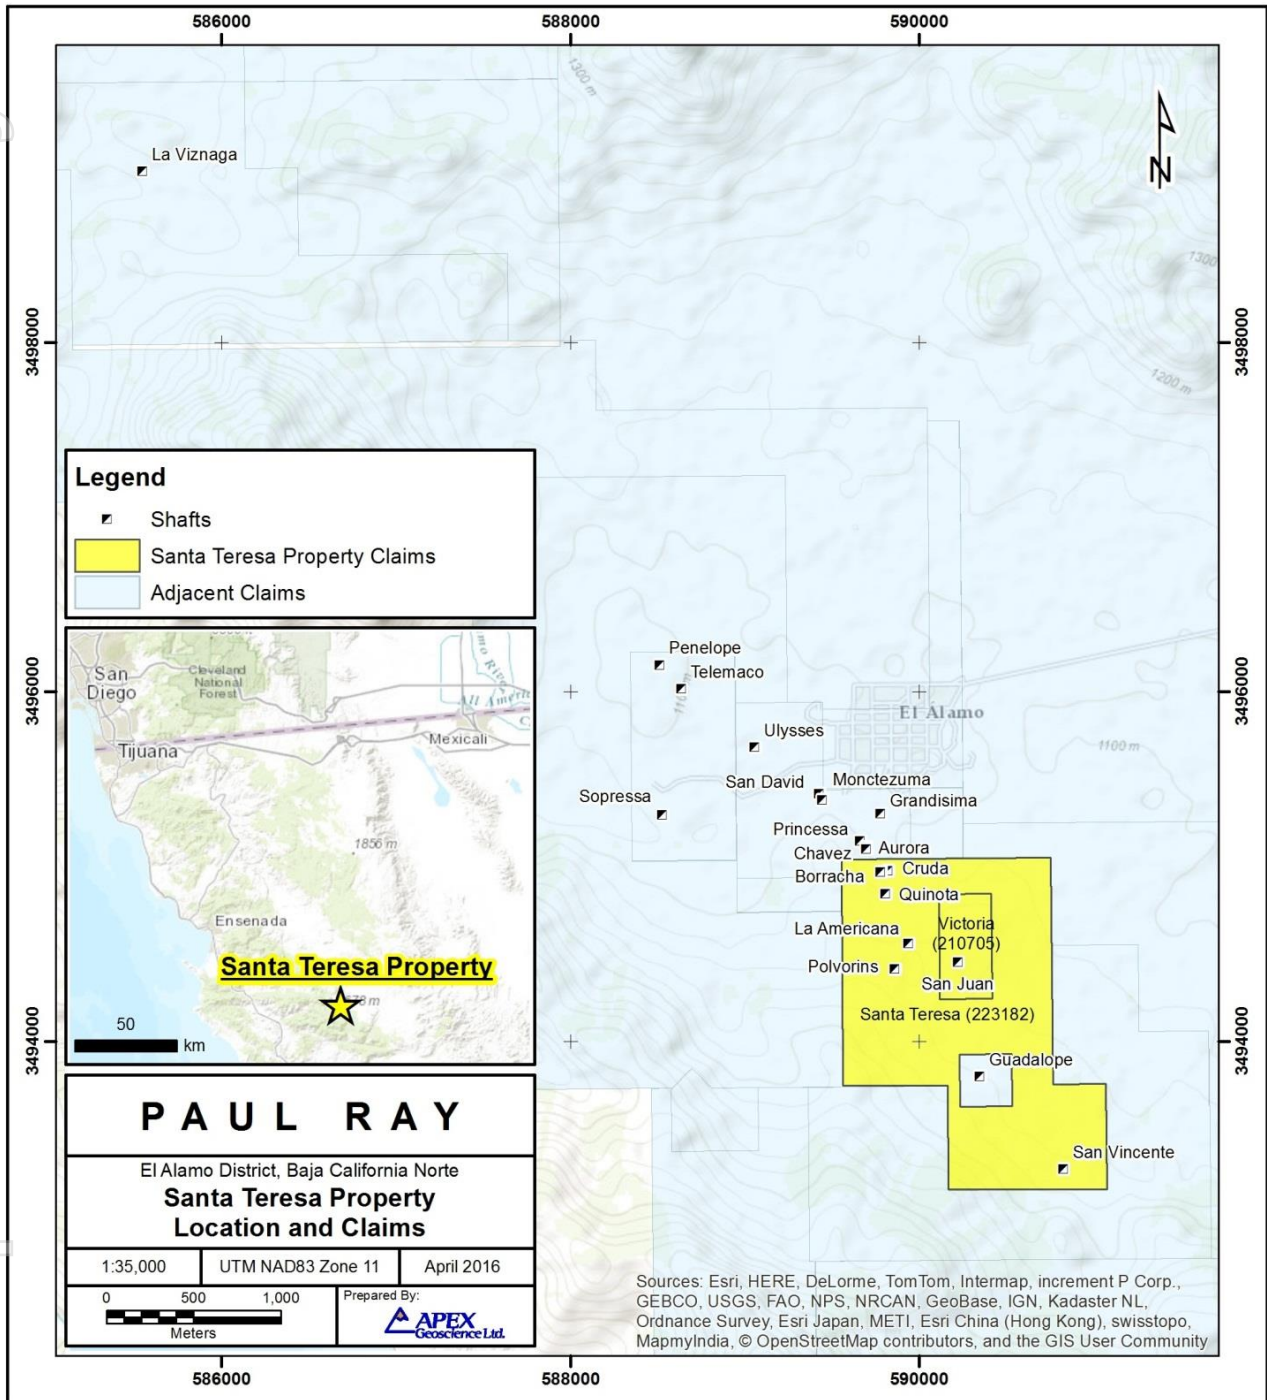 586000
588000
590000
1300 m
La Viznaga
N
1300
3498000
3498000
1200 m
Legend
Shafts
Santa Teresa Property Claims
Adjacent Claims
Penelope
Telemaco
3496000
3496000
El Alamo
1100 m
Ulysses
San David
Monctezuma
Sopressa
Grandisima
Princessa
Chavez
Aurora
Borracha
Cruda
Quinota
La Americana
Victoria
(210705)
Polvorins
San Juan
Santa Teresa (223182)
3494000
3494000
Guadalope
San Vincente
San
Diego
Cleveland
National
Forest
All Ameri
Tijuana
Mexicali
1856 m
Ensenada
Santa Teresa Property
50
km
PAUL RAY
El Alamo District, Baja California Norte
Santa Teresa Property
Location and Claims
1:35,000
UTM NAD83 Zone 11
April 2016
0 500 1,000
Meters
Prepared By:
APEX
Geoscience Ltd.
Sources: Esri, HERE, DeLorme, TomTom, Intermap, increment P Corp.,
GEBCO, USGS, FAO, NPS, NRCAN, GeoBase, IGN, Kadaster NL,
Ordnance Survey, Esri Japan, METI, Esri China (Hong Kong), swisstopo,
MapmyIndia, © OpenStreetMap contributors, and the GIS User Community
586000
588000
590000